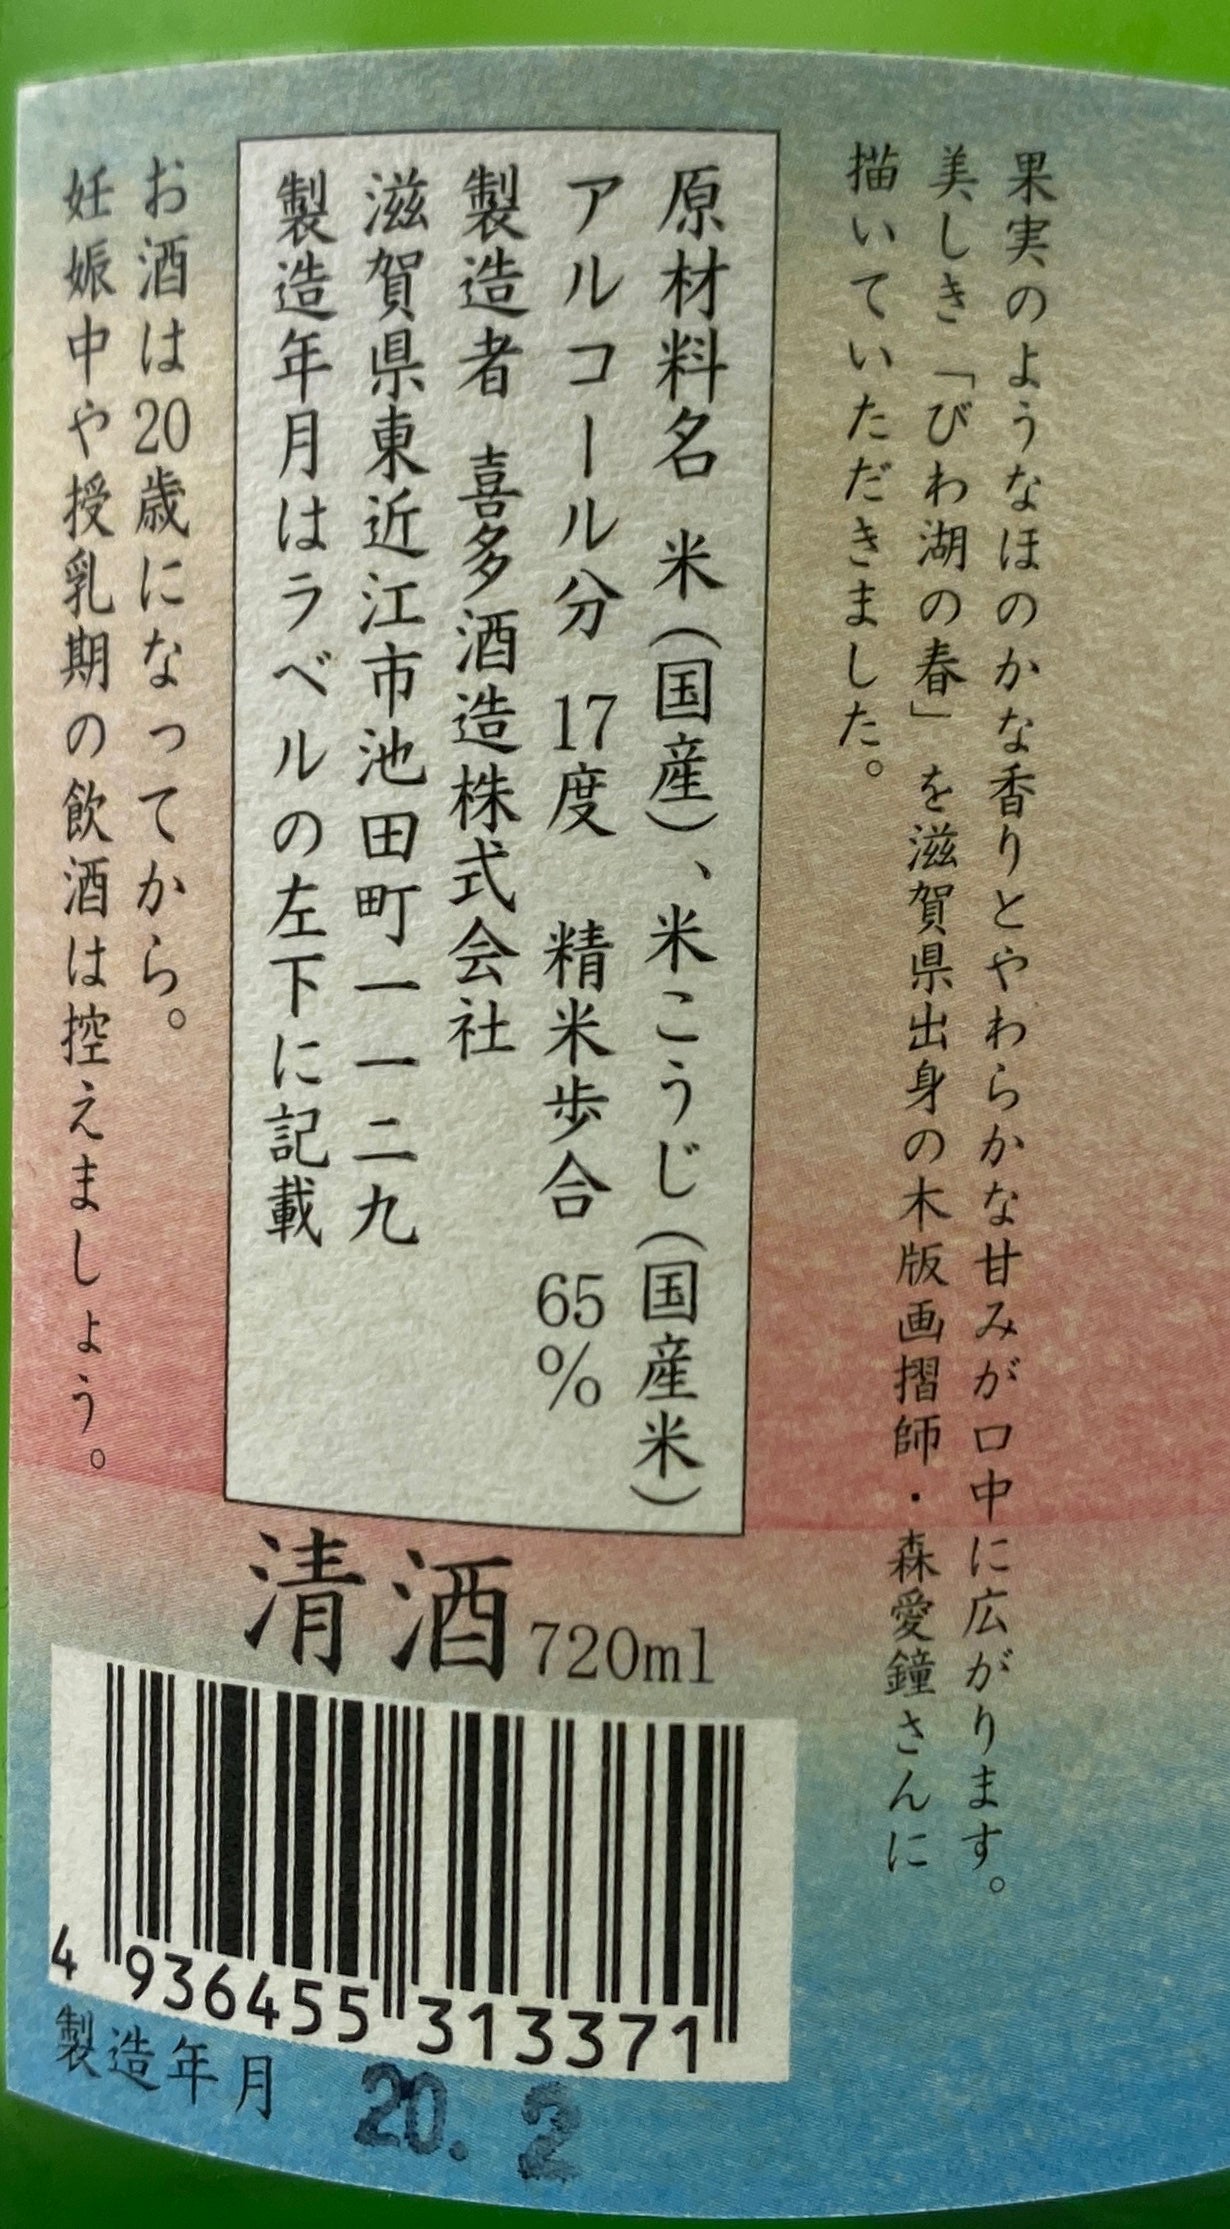 果実のようなほのかな香りとやわらかな甘みが口中に広がります。
美しき「びわ湖の春」を滋賀県出身の木版画摺師・森愛鐘さんに
描いていただきました。
原材料名 米(国産)、米こうじ(国産米)
アルコール分 17度 精米歩合 65%
製造者 喜多酒造株式会社
滋賀県東近江市池田町一一二九
製造年月はラベルの左下に記載
お酒は20歳になってから。
妊娠中や授乳期の飲酒は控えましょう。
清酒 720ml
4 936455 313371
製造年月 20. 2